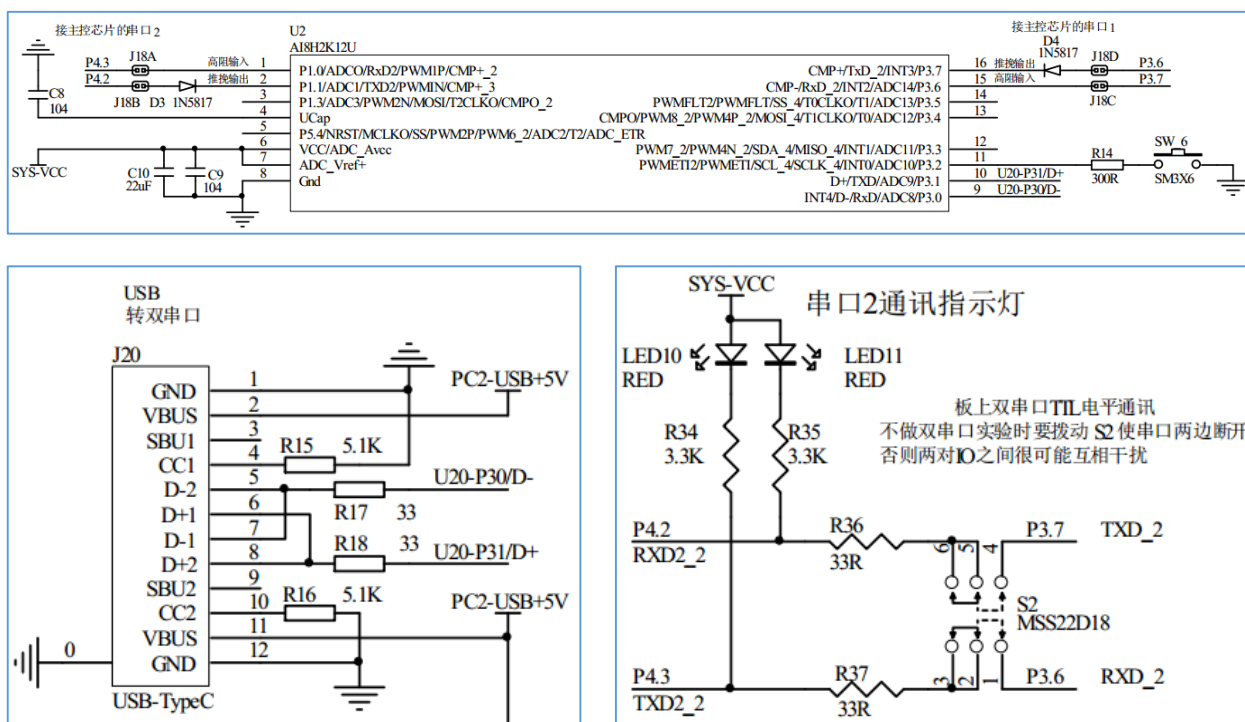 接主控芯片的串口2
U2
AI8H2K12U
接主控芯片的串口1
D4
1N5817
P4.3
J18A
高阻输入
1
P1.0/ADCO/RxD2/PWM1P/CMP+_2
CMP+/TxD_2/INT3/P3.7
16
推挽输出
J18D
P3.6
P4.2
推挽输出
2
P1.1/ADC1/TXD2/PWMIN/CMP+_3
CMP-/RxD_2/INT2/ADC14/P3.6
15
高阻输入
P3.7
J18B
D3
1N5817
3
P1.3/ADC3/PWM2N/MOSI/T2CLKO/CMPO_2
PWMFLT2/PWMFLT/SS_4/T0CLKO/T1/ADC13/P3.5
14
J18C
C8
104
4
UCap
CMPO/PWM8_2/PWM4P_2/MOSI_4/T1CLKO/T0/ADC12/P3.4
13
5
P5.4/NRST/MCLKO/SS/PWM2P/PWM6_2/ADC2/T2/ADC_ETR
6
VCC/ADC_Avcc
PWM7_2/PWM4N_2/SDA_4/MISO_4/INT1/ADC11/P3.3
12
SYS-VCC
7
ADC_Vref+
PWMETI2/PWMETI/SCL_4/SCLK_4/INT0/ADC10/P3.2
11
R14
300R
SW_6
SM3X6
C10
22uF
C9
104
8
Gnd
D+/TXD/ADC9/P3.1
10
U20-P31/D+
INT4/D-/RxD/ADC8/P3.0
9
U20-P30/D-
USB
转双串口
J20
GND
1
VBUS
2
PC2-USB+5V
SBU1
3
CC1
4
R15
5.1K
D-2
5
U20-P30/D-
D+1
6
R17
33
D-1
7
R18
33
D+2
8
U20-P31/D+
SBU2
9
CC2
10
R16
5.1K
PC2-USB+5V
VBUS
11
GND
12
0
USB-TypeC
SYS-VCC
串口2通讯指示灯
LED10
RED
LED11
RED
板上双串口TTL电平通讯
不做双串口实验时要拨动 S2 使串口两边断开
否则两对IO之间很可能互相干扰
R34
3.3K
R35
3.3K
P4.2
RXD2_2
R36
33R
6
5
4
P3.7
TXD_2
S2
MSS22D18
P4.3
TXD2_2
R37
33R
3
2
1
P3.6
RXD_2